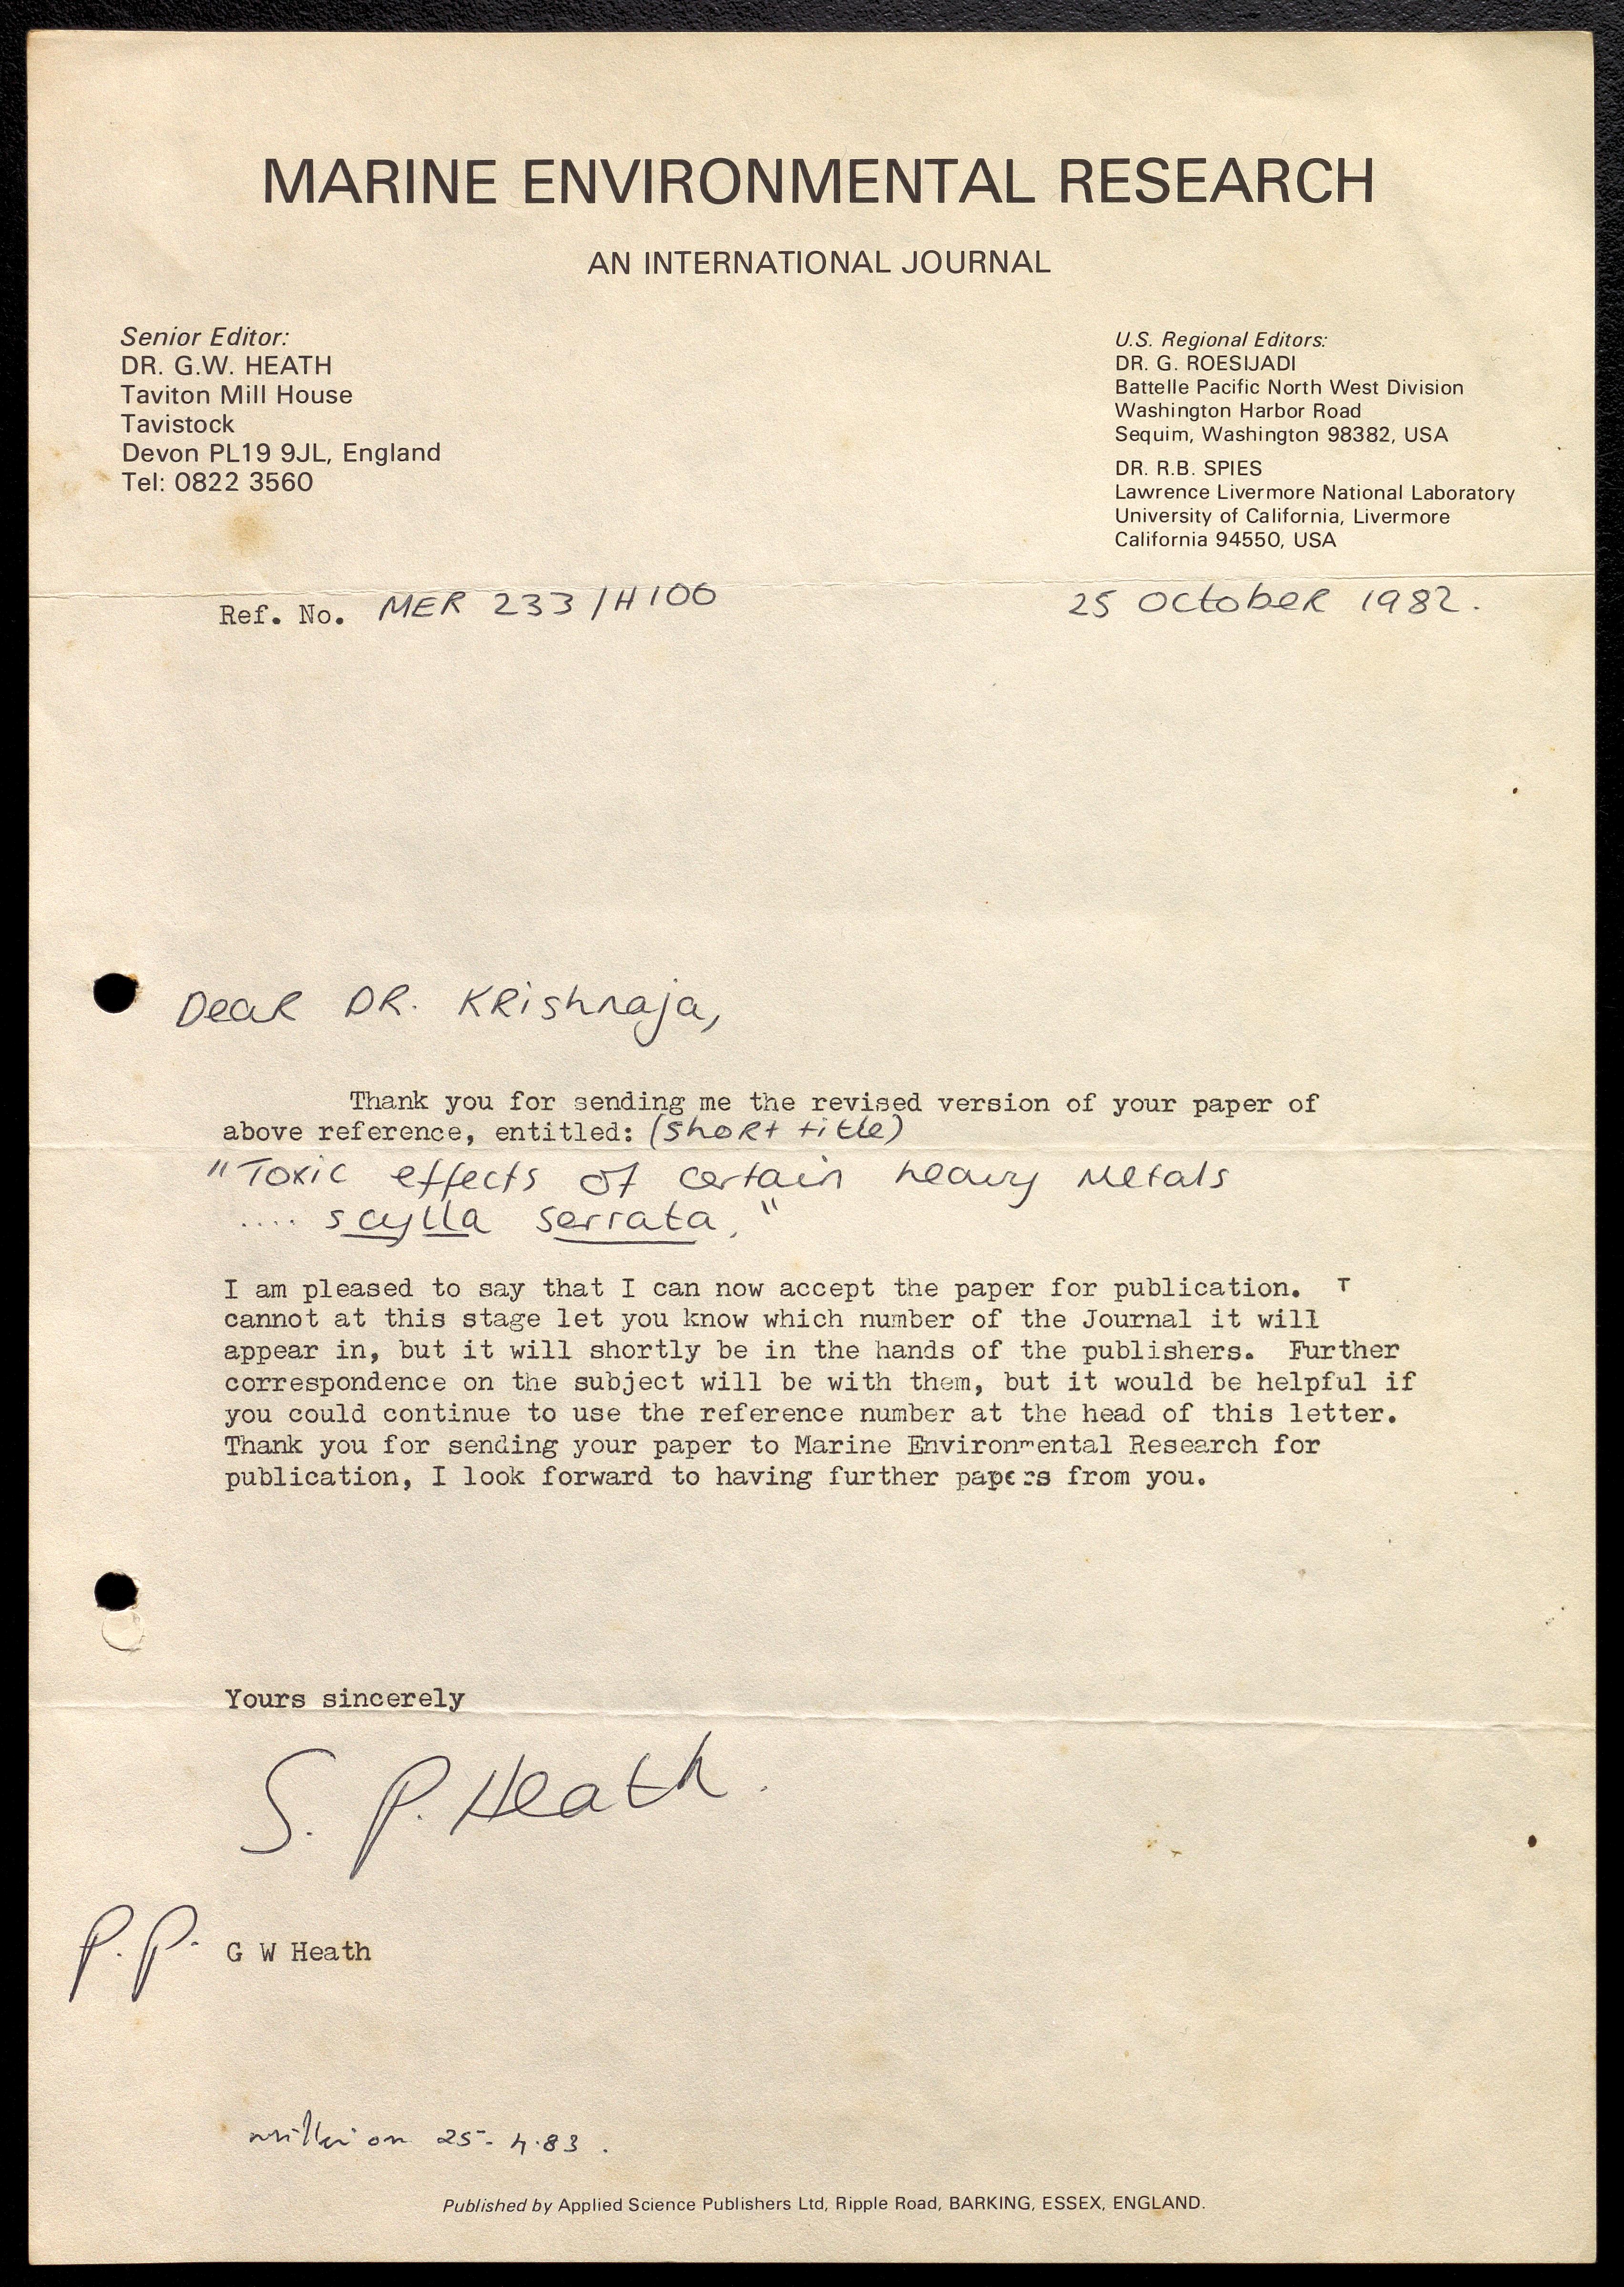 MARINE ENVIRONMENTAL RESEARCH
AN INTERNATIONAL JOURNAL
Senior Editor:
DR. G.W. HEATH
Taviton Mill House
Tavistock
Devon PL19 9JL, England
Tel: 0822 3560
U.S. Regional Editors:
DR. G. ROESIJADI
Battelle Pacific North West Division
Washington Harbor Road
Sequim, Washington 98382, USA
DR. R.B. SPIES
Lawrence Livermore National Laboratory
University of California, Livermore
California 94550, USA
Ref. No. MER 233/H100
25 October 1982.
Dear DR. Krishnaja,
Thank you for sending me the revised version of your paper of
above reference, entitled: (short title)
"Toxic effects of certain heavy Metals
.... scylla serrata."
I am pleased to say that I can now accept the paper for publication. I
cannot at this stage let you know which number of the Journal it will
appear in, but it will shortly be in the hands of the publishers. Further
correspondence on the subject will be with them, but it would be helpful if
you could continue to use the reference number at the head of this letter.
Thank you for sending your paper to Marine Environmental Research for
publication, I look forward to having further papers from you.
Yours sincerely
S. P. Heath.
P.P. G W Heath
written on 25-4-83.
Published by Applied Science Publishers Ltd, Ripple Road, BARKING, ESSEX, ENGLAND.